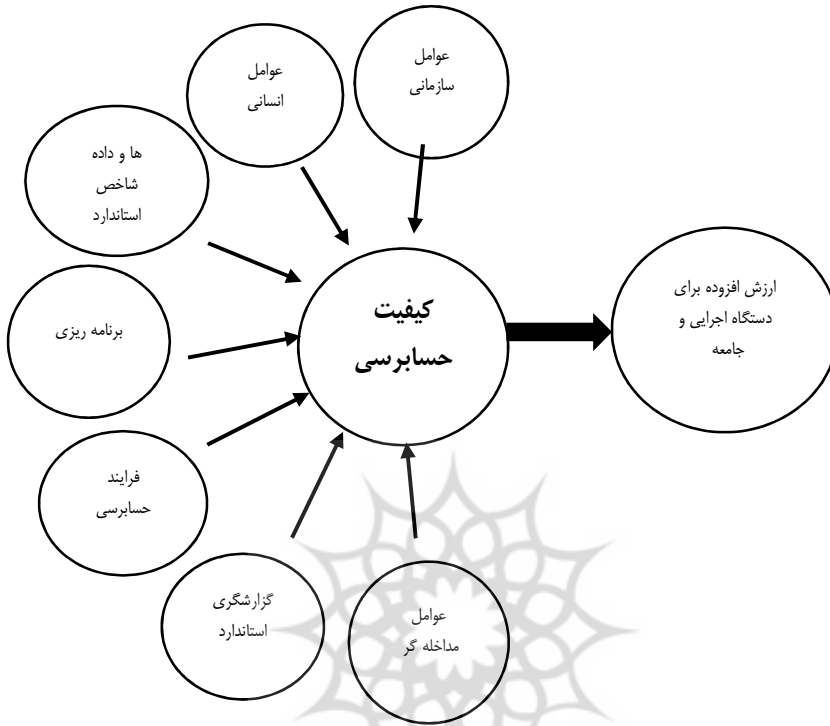 عوامل
سازمانی
عوامل
انسانی
ها و داده
شاخص
استاندارد
برنامه ریزی
فرایند
حسابرسی
گزارشگری
استاندارد
عوامل
مداخله گر
کیفیت
حسابرسی
ارزش افزوده برای
دستگاه اجرایی و
جامعه